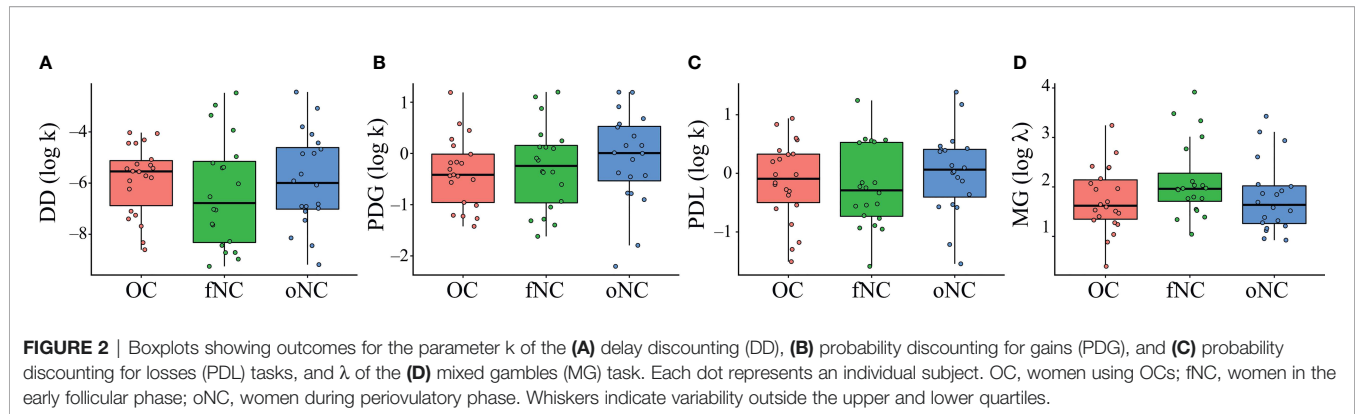 A
B
C
D
DD (log k)
−4
−6
−8
OC
fNC
oNC
PDG (log k)
1
0
−1
−2
OC
fNC
oNC
PDL (log k)
1
0
−1
OC
fNC
oNC
MG (log λ)
4
3
2
1
OC
fNC
oNC
FIGURE 2 | Boxplots showing outcomes for the parameter k of the (A) delay discounting (DD), (B) probability discounting for gains (PDG), and (C) probability
discounting for losses (PDL) tasks, and λ of the (D) mixed gambles (MG) task. Each dot represents an individual subject. OC, women using OCs; fNC, women in the
early follicular phase; oNC, women during periovulatory phase. Whiskers indicate variability outside the upper and lower quartiles.